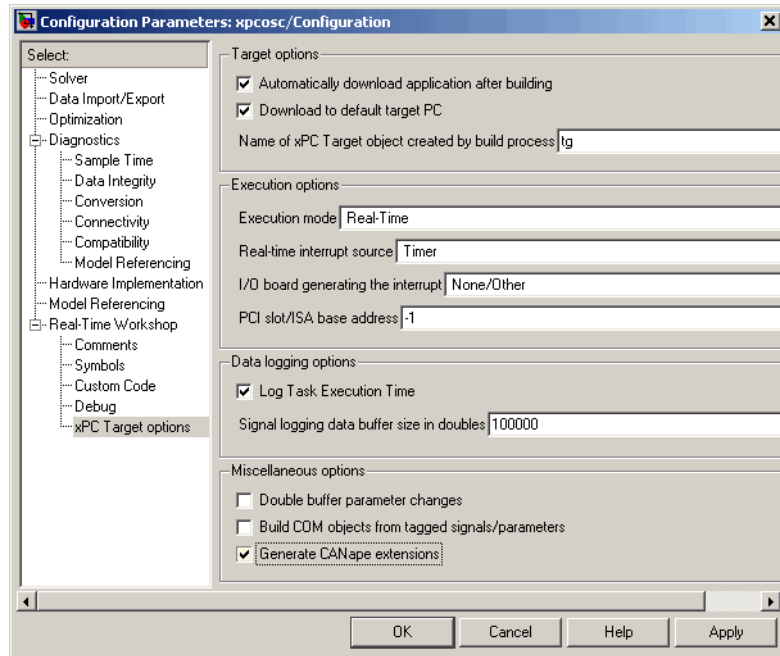 Configuration Parameters: xpcosc/Configuration
Select:
Solver
Data Import/Export
Optimization
Diagnostics
Sample Time
Data Integrity
Conversion
Connectivity
Compatibility
Model Referencing
Hardware Implementation
Model Referencing
Real-Time Workshop
Comments
Symbols
Custom Code
Debug
xPC Target options
Target options
Automatically download application after building
Download to default target PC
Name of xPC Target object created by build process tg
Execution options
Execution mode Real-Time
Real-time interrupt source Timer
I/O board generating the interrupt None/Other
PCI slot/ISA base address -1
Data logging options
Log Task Execution Time
Signal logging data buffer size in doubles 100000
Miscellaneous options
Double buffer parameter changes
Build COM objects from tagged signals/parameters
Generate CANape extensions
OK Cancel Help Apply